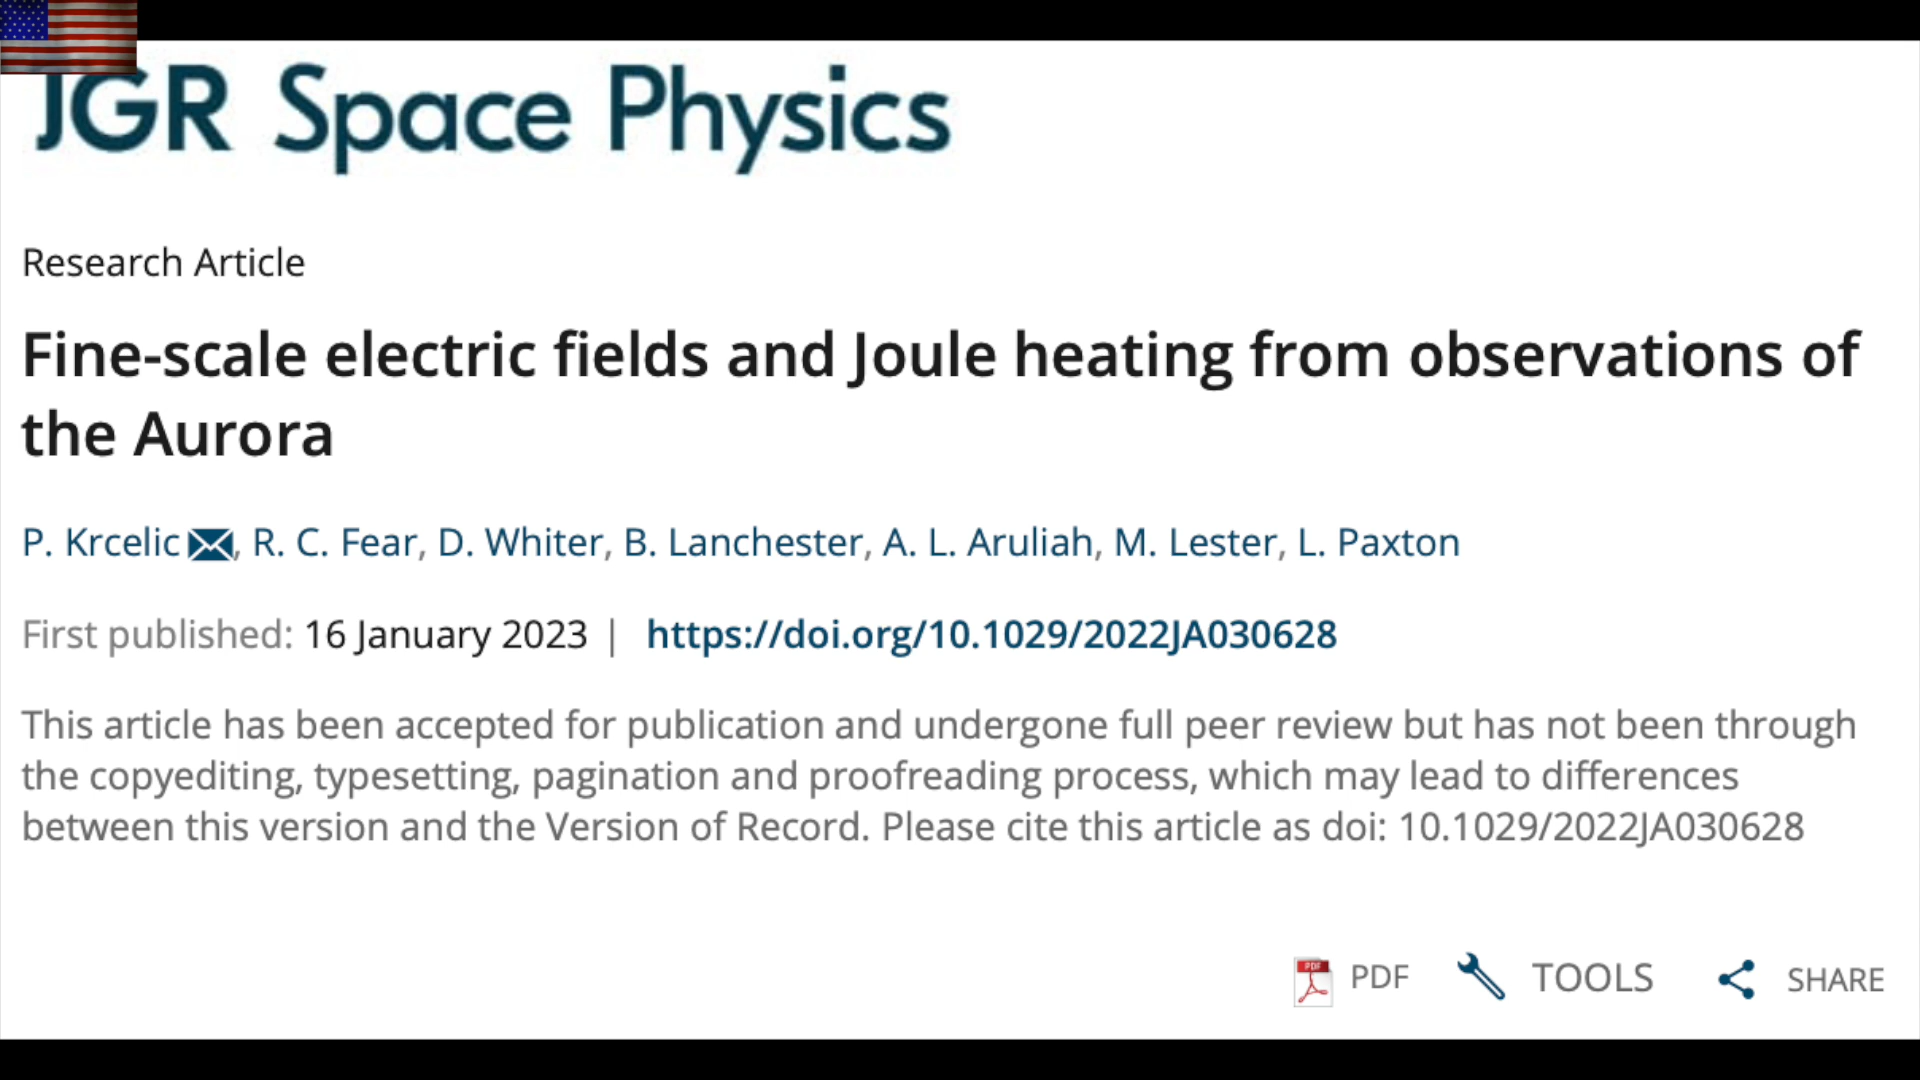 JGR Space Physics
Research Article
Fine-scale electric fields and Joule heating from observations of
the Aurora
P. Krcelic, R. C. Fear, D. Whiter, B. Lanchester, A. L. Aruliah, M. Lester, L. Paxton
First published: 16 January 2023 | https://doi.org/10.1029/2022JA030628
This article has been accepted for publication and undergone full peer review but has not been through
the copyediting, typesetting, pagination and proofreading process, which may lead to differences
between this version and the Version of Record. Please cite this article as doi: 10.1029/2022JA030628
PDF PDF TOOLS SHARE